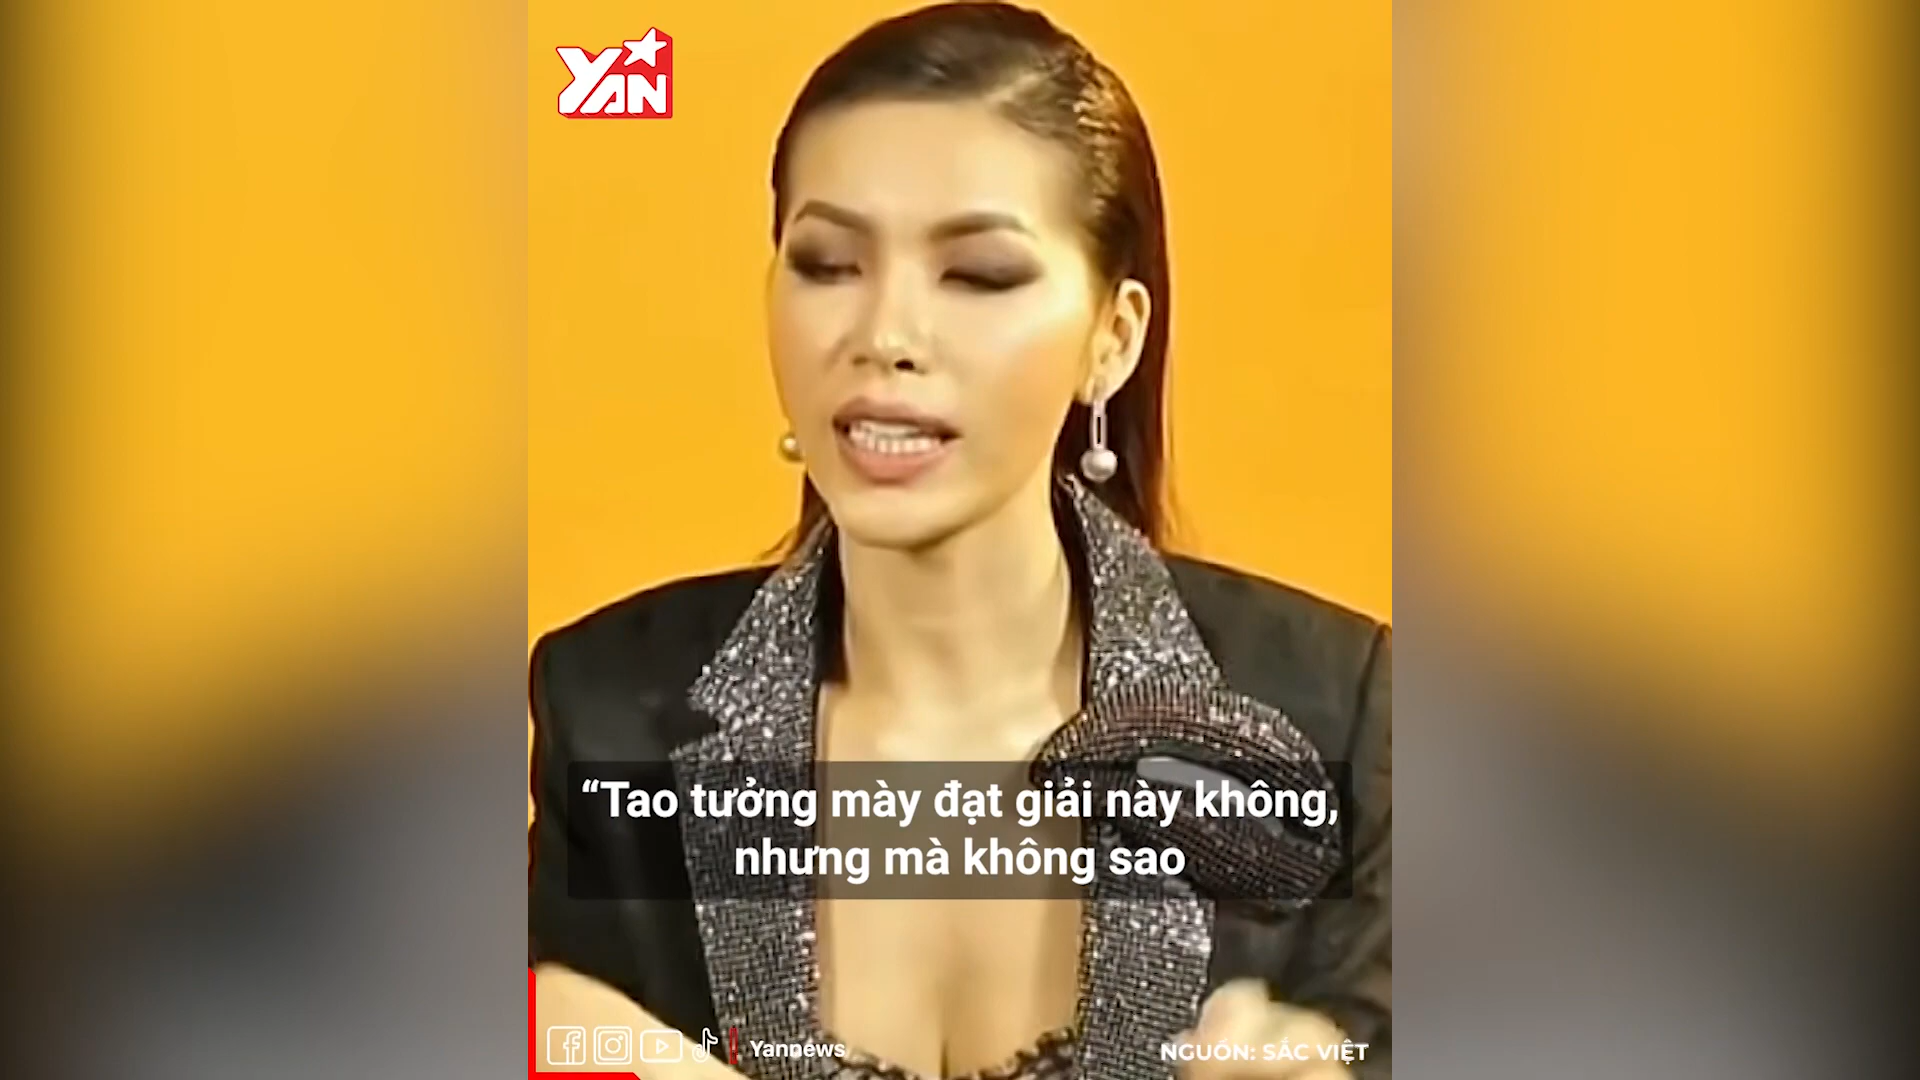 YAN
“Tao tưởng mày đạt giải này không,
nhưng mà không sao
Yannews
NGUỒN: SẮC VIỆT